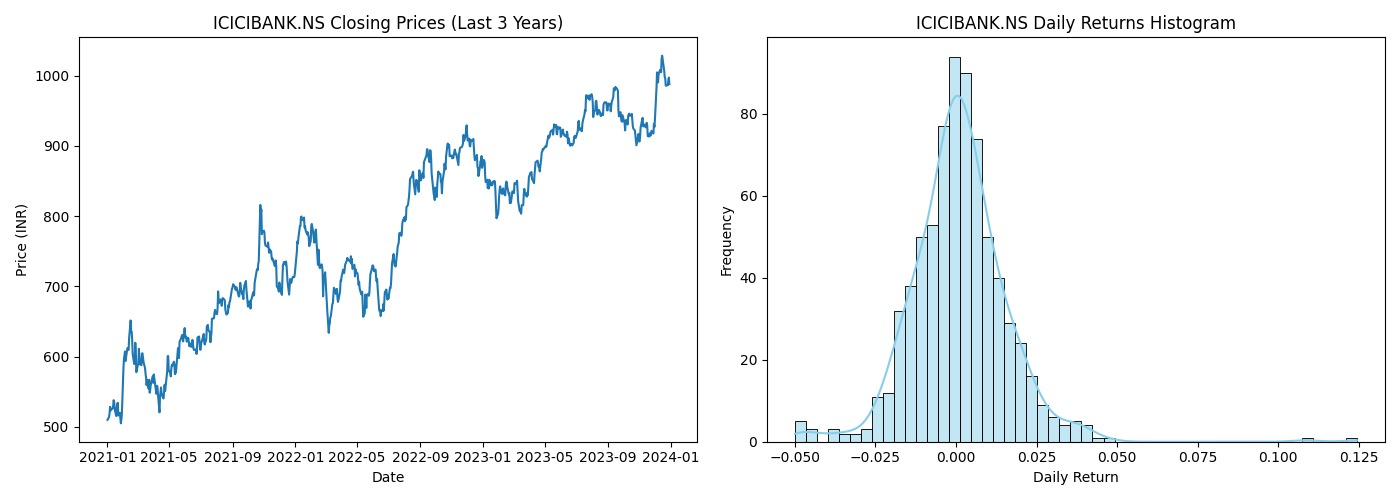 ICICIBANK.NS Closing Prices (Last 3 Years)
Price (INR)
1000
900
800
700
600
500
2021-01 2021-05 2021-09 2022-01 2022-05 2022-09 2023-01 2023-05 2023-09 2024-01
Date
ICICIBANK.NS Daily Returns Histogram
Frequency
80
60
40
20
0
−0.050 −0.025 0.000 0.025 0.050 0.075 0.100 0.125
Daily Return